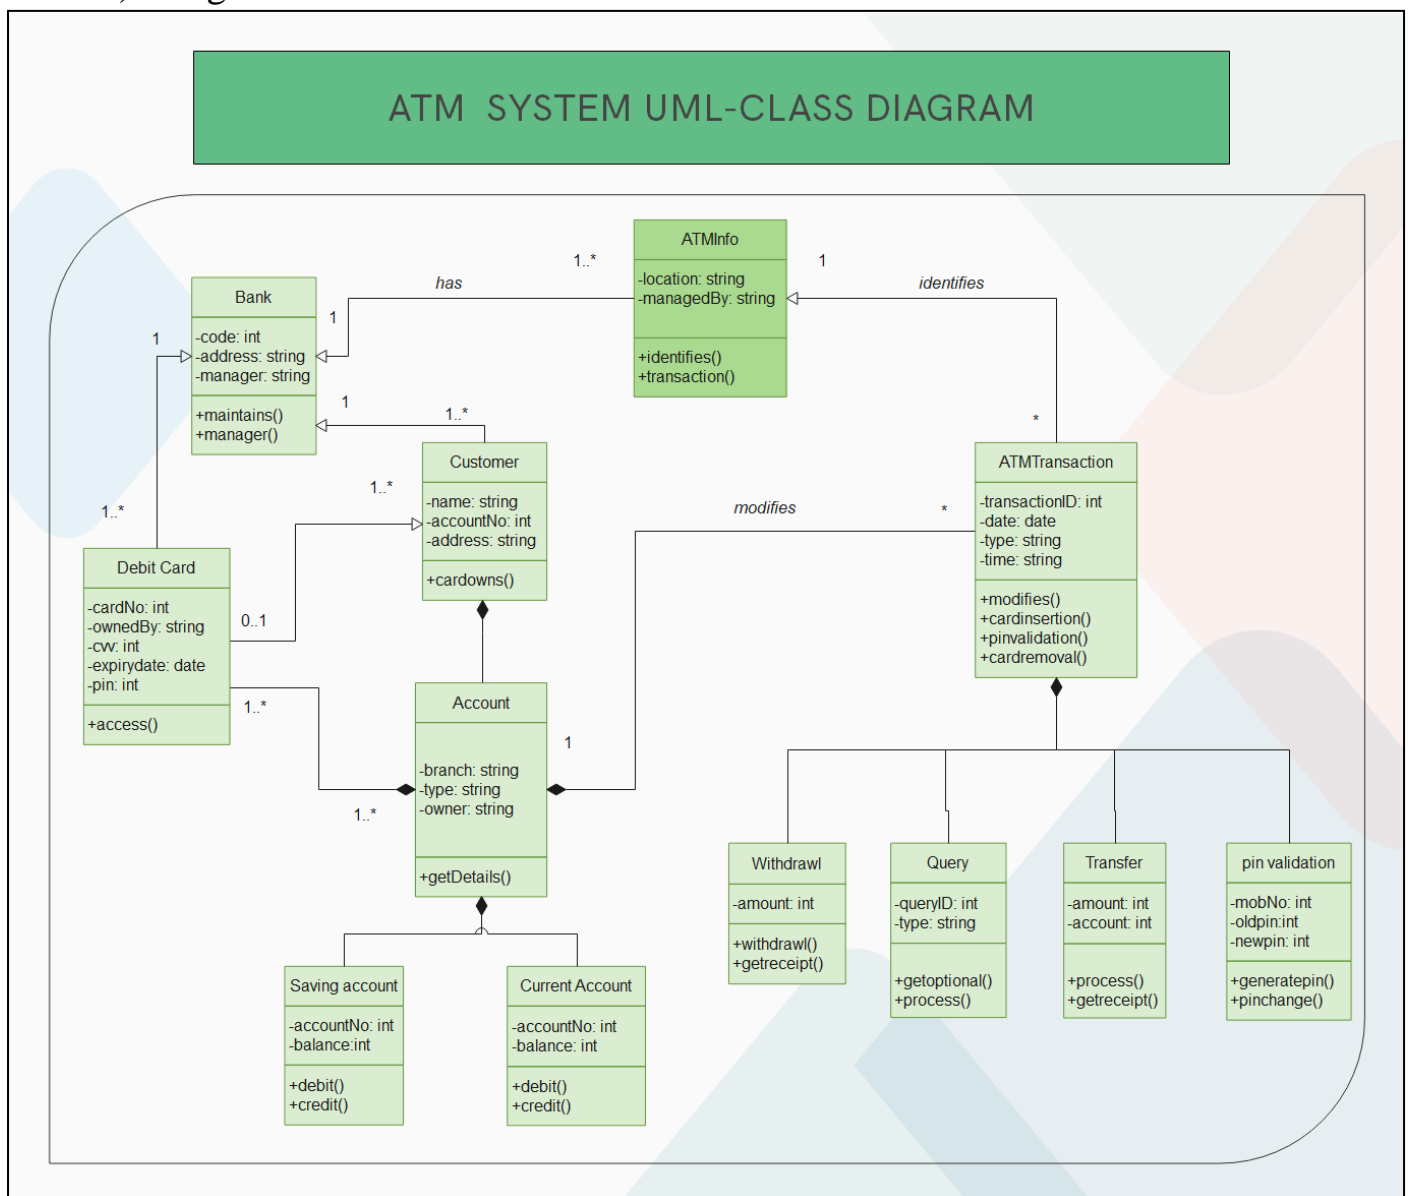 ATM SYSTEM UML-CLASS DIAGRAM
ATMInfo
-location: string
-managedBy: string
+identifies()
+transaction()
1..*
has
1
identifies
1
*
Bank
-code: int
-address: string
-manager: string
+maintains()
+manager()
1
1
1..*
1..*
Customer
-name: string
-accountNo: int
-address: string
+cardowns()
1..*
0..1
Debit Card
-cardNo: int
-ownedBy: string
-cvv: int
-expirydate: date
-pin: int
+access()
1..*
1..*
ATMTransaction
-transactionID: int
-date: date
-type: string
-time: string
+modifies()
+cardinsertion()
+pinvalidation()
+cardremoval()
modifies
*
1
Account
-branch: string
-type: string
-owner: string
+getDetails()
Saving account
-accountNo: int
-balance:int
+debit()
+credit()
Current Account
-accountNo: int
-balance: int
+debit()
+credit()
Withdrawl
-amount: int
+withdrawl()
+getreceipt()
Query
-queryID: int
-type: string
+getoptional()
+process()
Transfer
-amount: int
-account: int
+process()
+getreceipt()
pin validation
-mobNo: int
-oldpin:int
-newpin: int
+generatepin()
+pinchange()